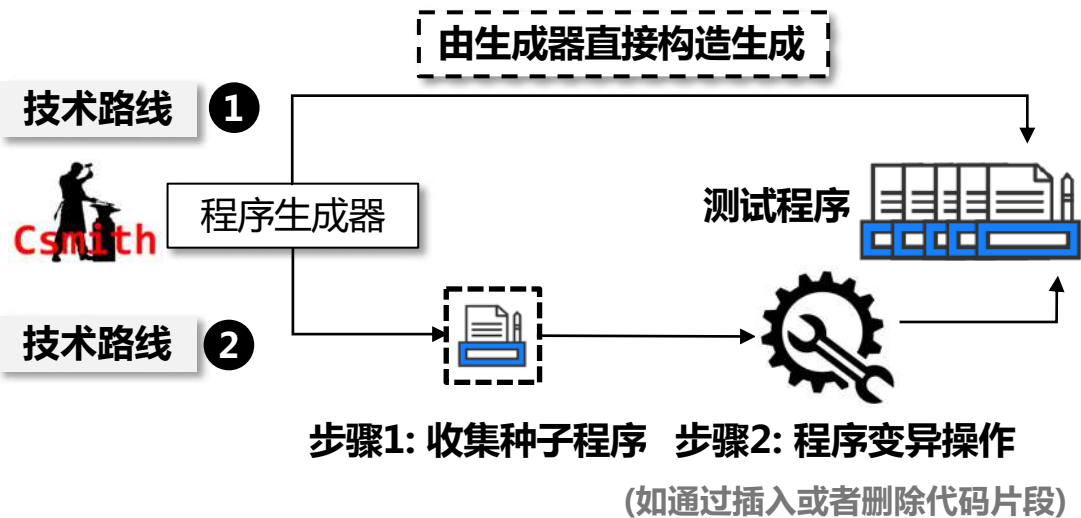 由生成器直接构造生成
技术路线 1
Csmith
程序生成器
测试程序
技术路线 2
步骤1: 收集种子程序 步骤2: 程序变异操作
(如通过插入或者删除代码片段)